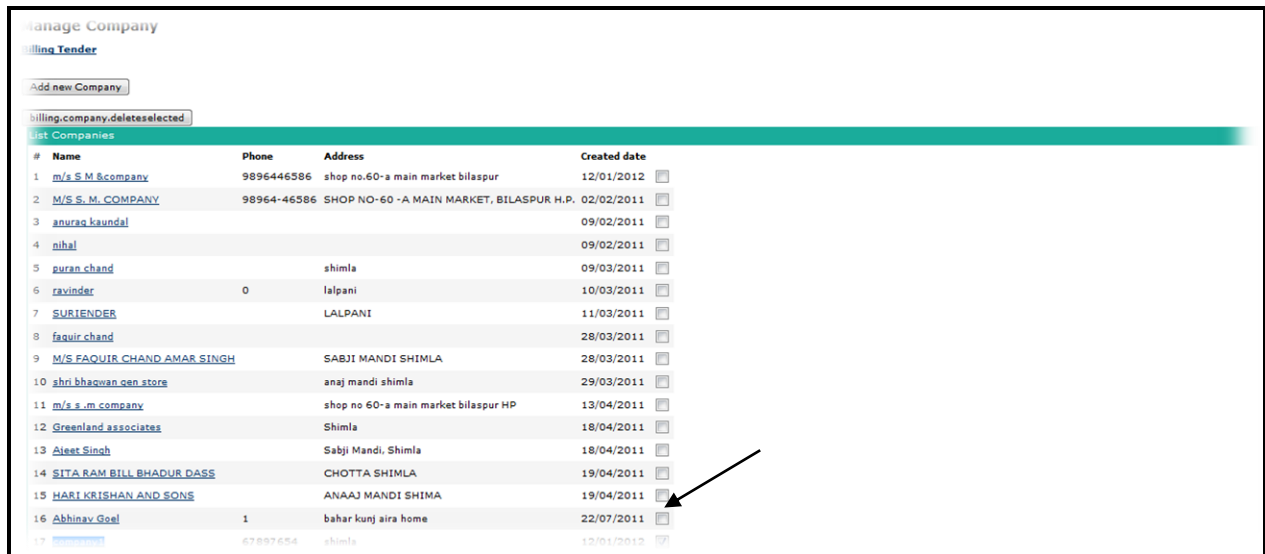 Manage Company
Billing Tender
Add new Company
billing.company.deleteselected
List Companies
# Name Phone Address Created date
1 m/s S M &company 9896446586 shop no.60-a main market bilaspur 12/01/2012
2 M/S S. M. COMPANY 98964-46586 SHOP NO-60 -A MAIN MARKET, BILASPUR H.P. 02/02/2011
3 anurag kaundal 09/02/2011
4 nihal 09/02/2011
5 puran chand shimla 09/03/2011
6 ravinder 0 lalpani 10/03/2011
7 SURIENDER LALPANI 11/03/2011
8 faquir chand 28/03/2011
9 M/S FAQUIR CHAND AMAR SINGH SABJI MANDI SHIMLA 28/03/2011
10 shri bhagwan gen store anaj mandi shimla 29/03/2011
11 m/s s .m company shop no 60-a main market bilaspur HP 13/04/2011
12 Greenland associates Shimla 18/04/2011
13 Ajeet Singh Sabji Mandi, Shimla 18/04/2011
14 SITA RAM BILL BHADUR DASS CHOTTA SHIMLA 19/04/2011
15 HARI KRISHAN AND SONS ANAAJ MANDI SHIMA 19/04/2011
16 Abhinav Goel 1 bahar kunj aira home 22/07/2011
17 67897654 shimla 12/01/2012